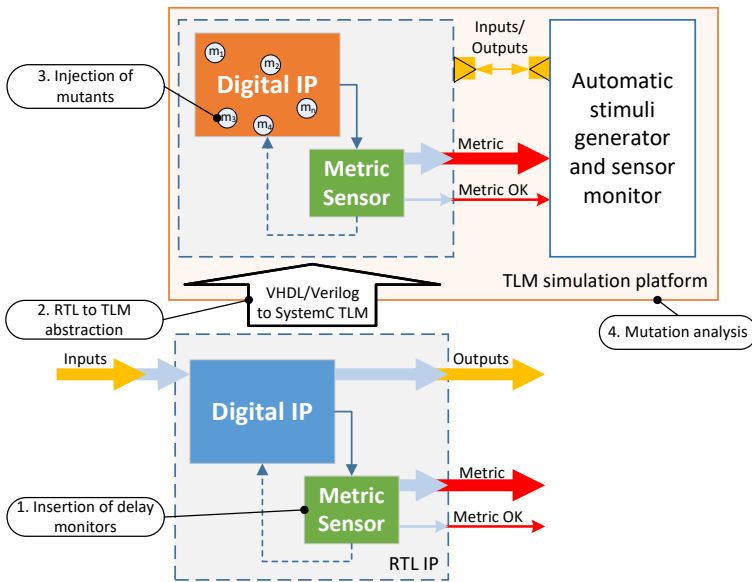 Inputs/
Outputs
m1
m2
Digital IP
mn
m3
m4
3. Injection of
mutants
Automatic
stimuli
generator
and sensor
monitor
Metric
Metric
Sensor
Metric OK
TLM simulation platform
VHDL/Verilog
to SystemC TLM
2. RTL to TLM
abstraction
4. Mutation analysis
Inputs
Outputs
Digital IP
Metric
Metric
Sensor
Metric OK
1. Insertion of delay
monitors
RTL IP